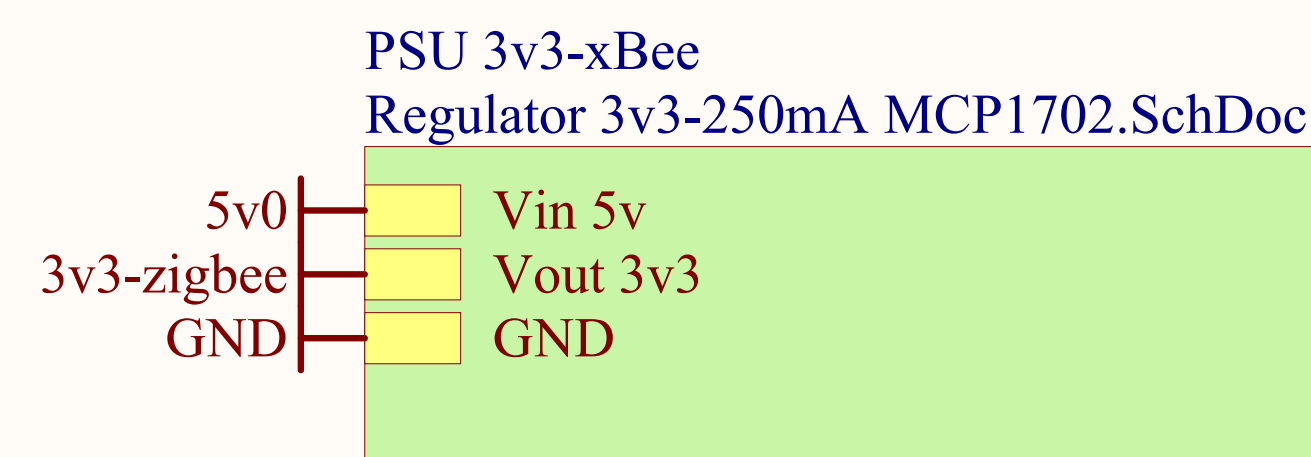 PSU 3v3-xBee
Regulator 3v3-250mA MCP1702.SchDoc
5v0 Vin 5v
3v3-zigbee Vout 3v3
GND GND